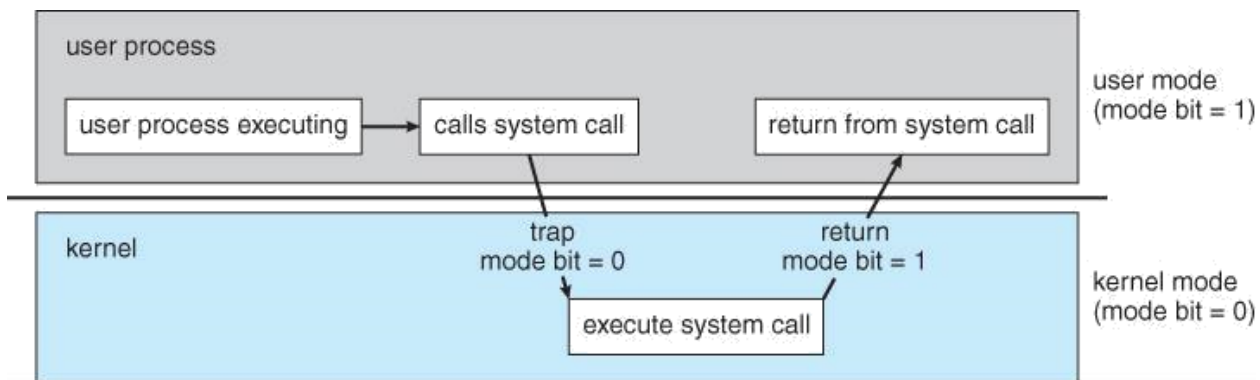 user process
user process executing
calls system call
return from system call
user mode
(mode bit = 1)
kernel
trap
mode bit = 0
return
mode bit = 1
execute system call
kernel mode
(mode bit = 0)